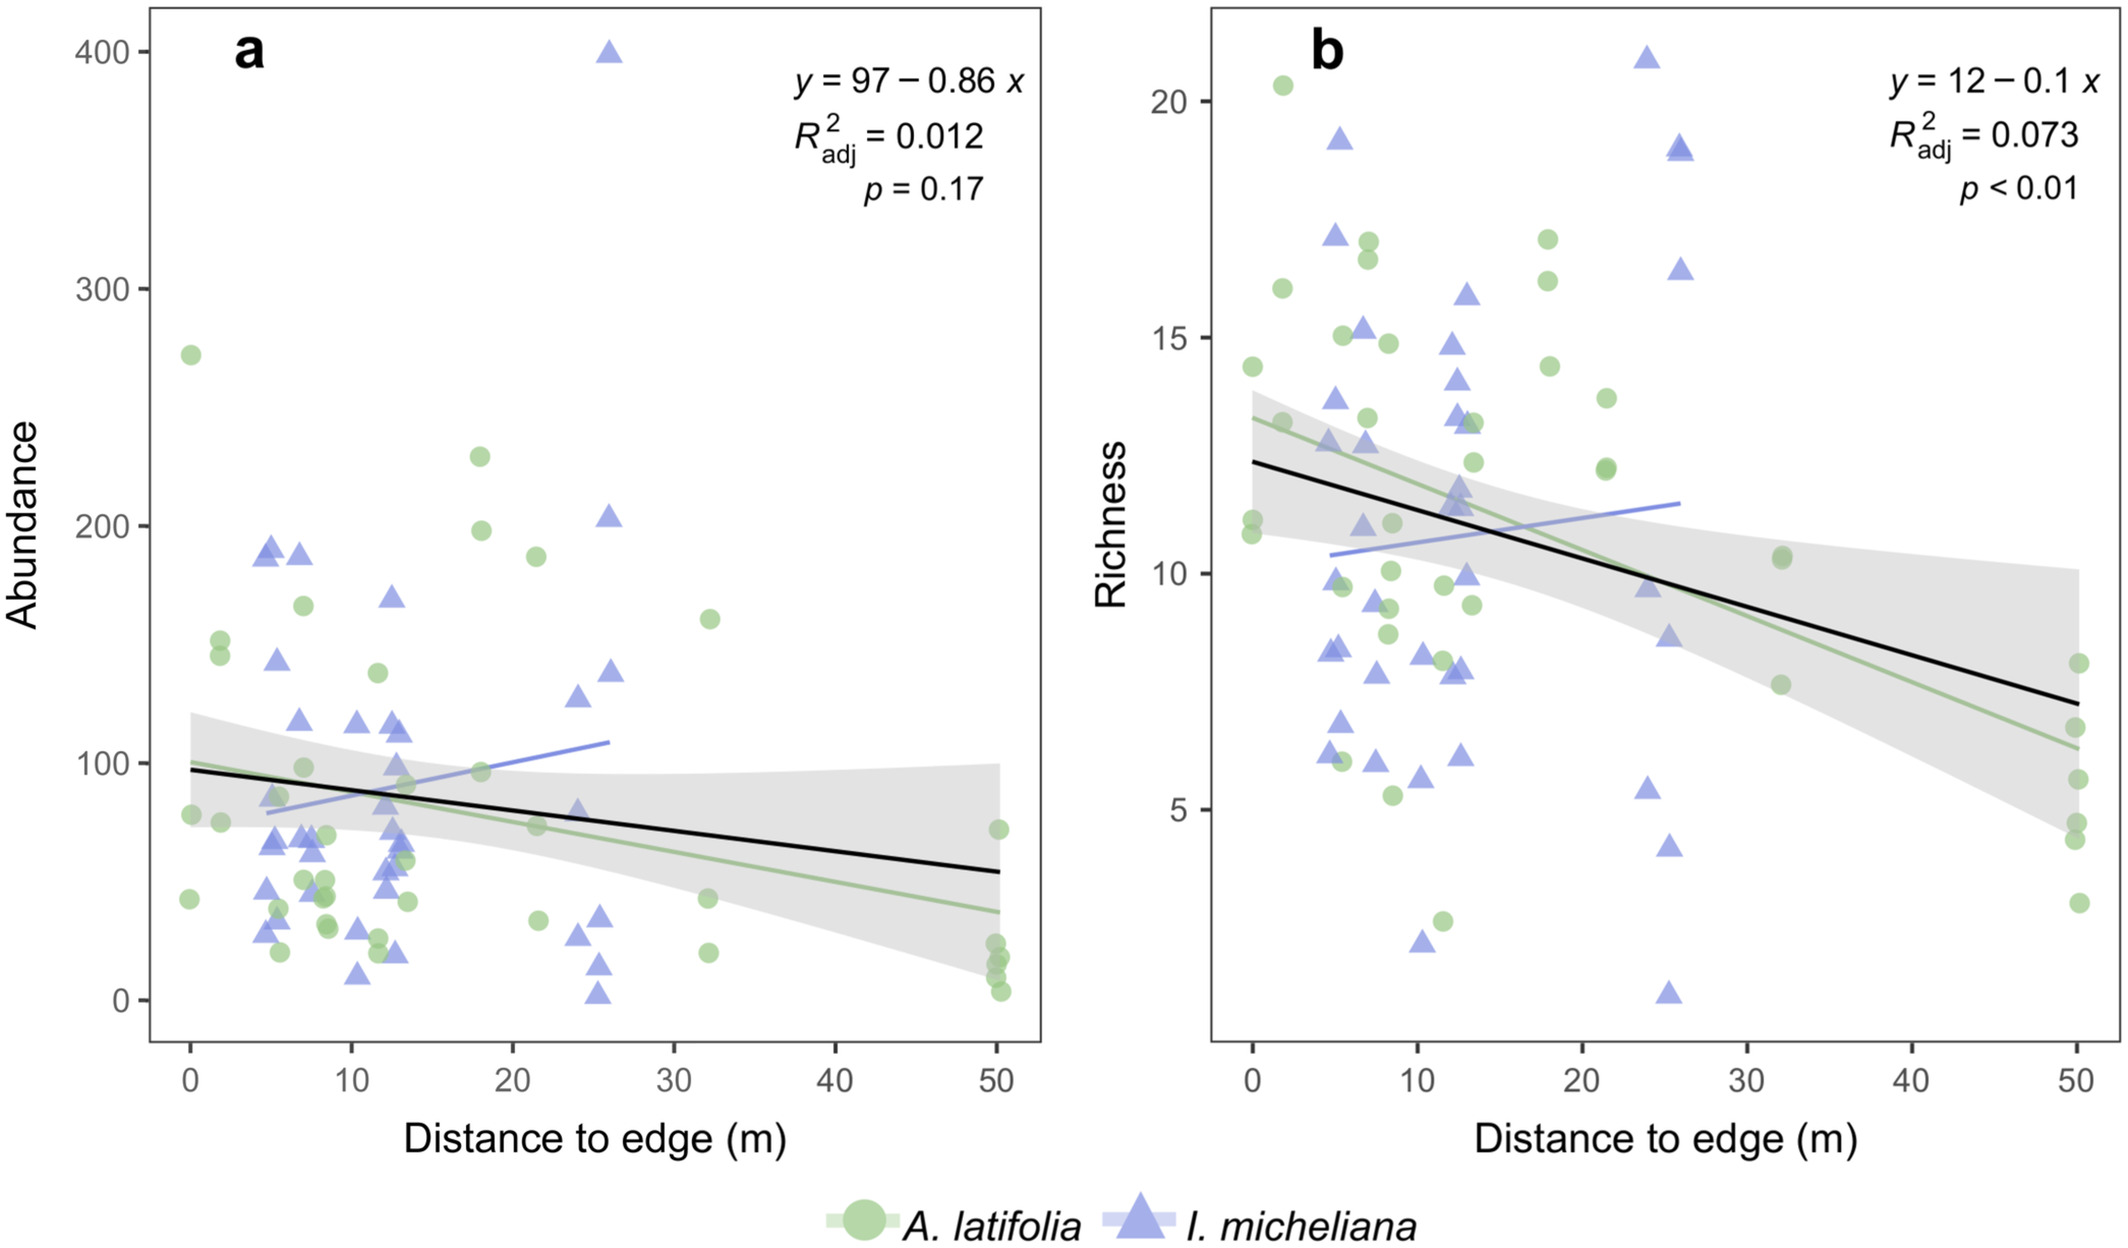 a
y = 97 − 0.86 x
R²adj = 0.012
p = 0.17
400
300
200
100
0
Abundance
0 10 20 30 40 50
Distance to edge (m)
b
y = 12 − 0.1 x
R²adj = 0.073
p < 0.01
20
15
10
5
Richness
0 10 20 30 40 50
Distance to edge (m)
A. latifolia I. micheliana